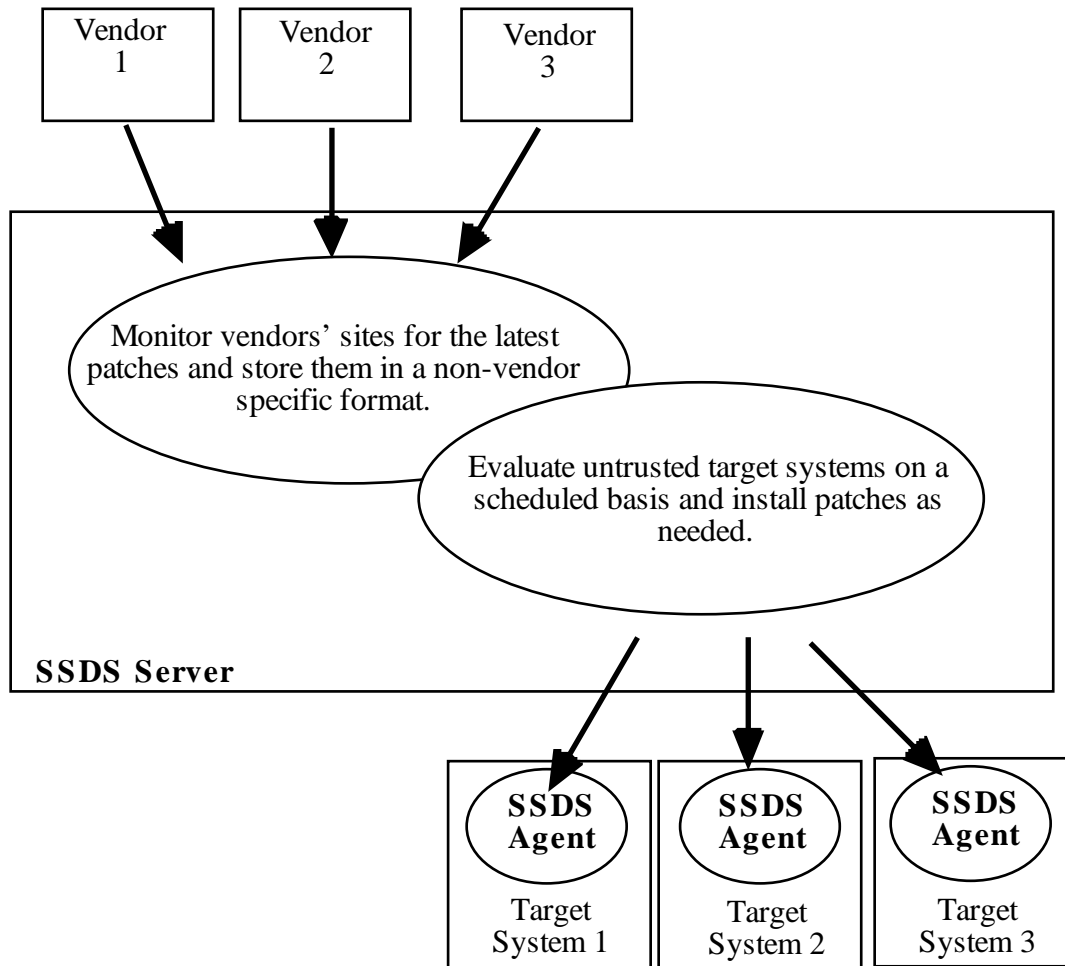 Vendor
1
Vendor
2
Vendor
3
Monitor vendors’ sites for the latest
patches and store them in a non-vendor
specific format.
Evaluate untrusted target systems on a
scheduled basis and install patches as
needed.
SSDS Server
SSDS
Agent
Target
System 1
SSDS
Agent
Target
System 2
SSDS
Agent
Target
System 3